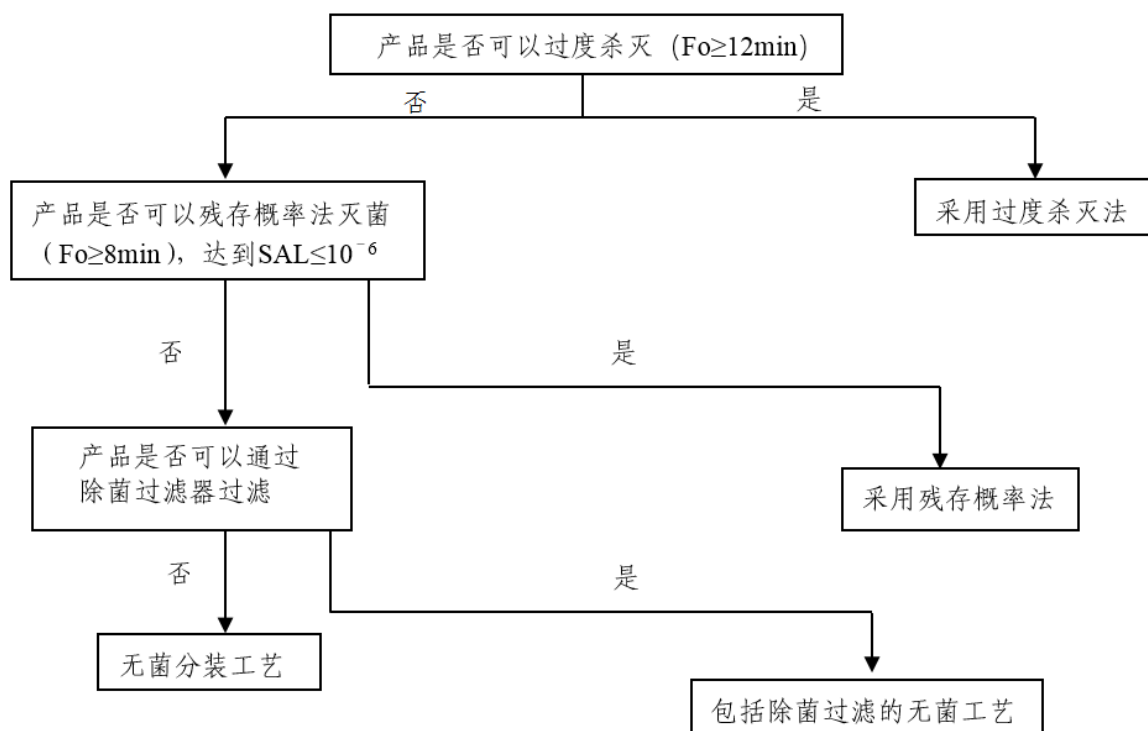 产品是否可以过度杀灭（Fo≥12min）
否
是
产品是否可以残存概率法灭菌
（Fo≥8min），达到SAL≤10⁻⁶
采用过度杀灭法
否
是
产品是否可以通过
除菌过滤器过滤
采用残存概率法
否
是
无菌分装工艺
包括除菌过滤的无菌工艺